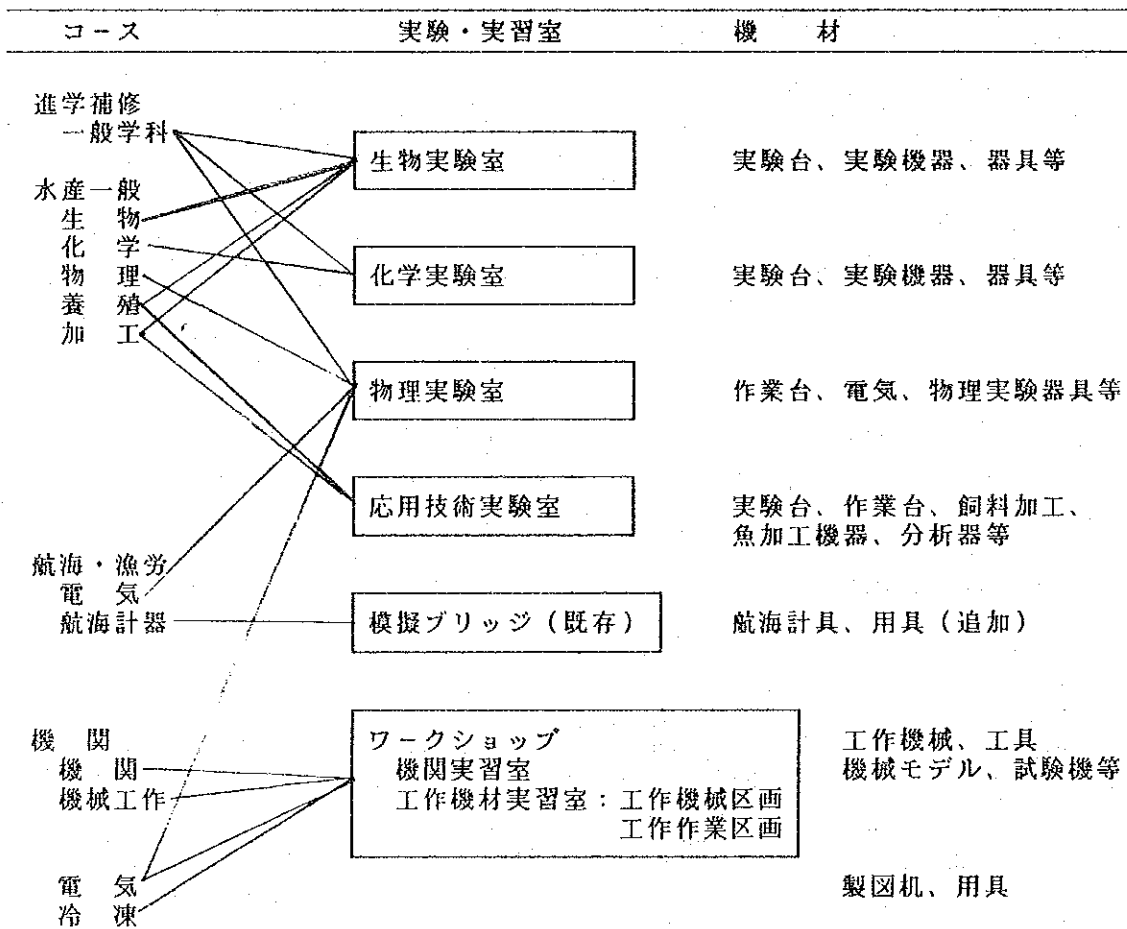 コース 実験・実習室 機 材
進学補修
一般学科
生物実験室 実験台、実験機器、器具等
水産一般
生 物
化 学
化学実験室 実験台、実験機器、器具等
物 理
養 殖
加 工
物理実験室 作業台、電気、物理実験器具等
応用技術実験室 実験台、作業台、飼料加工、
魚加工機器、分析器等
航海・漁労
電 気
航海計器 模擬ブリッジ(既存) 航海計具、用具(追加)
機 関 ワークショップ 工作機械、工具
機 関 機関実習室 機械モデル、試験機等
機械工作 工作機材実習室:工作機械区画
工作作業区画
電 気 製図机、用具
冷 凍